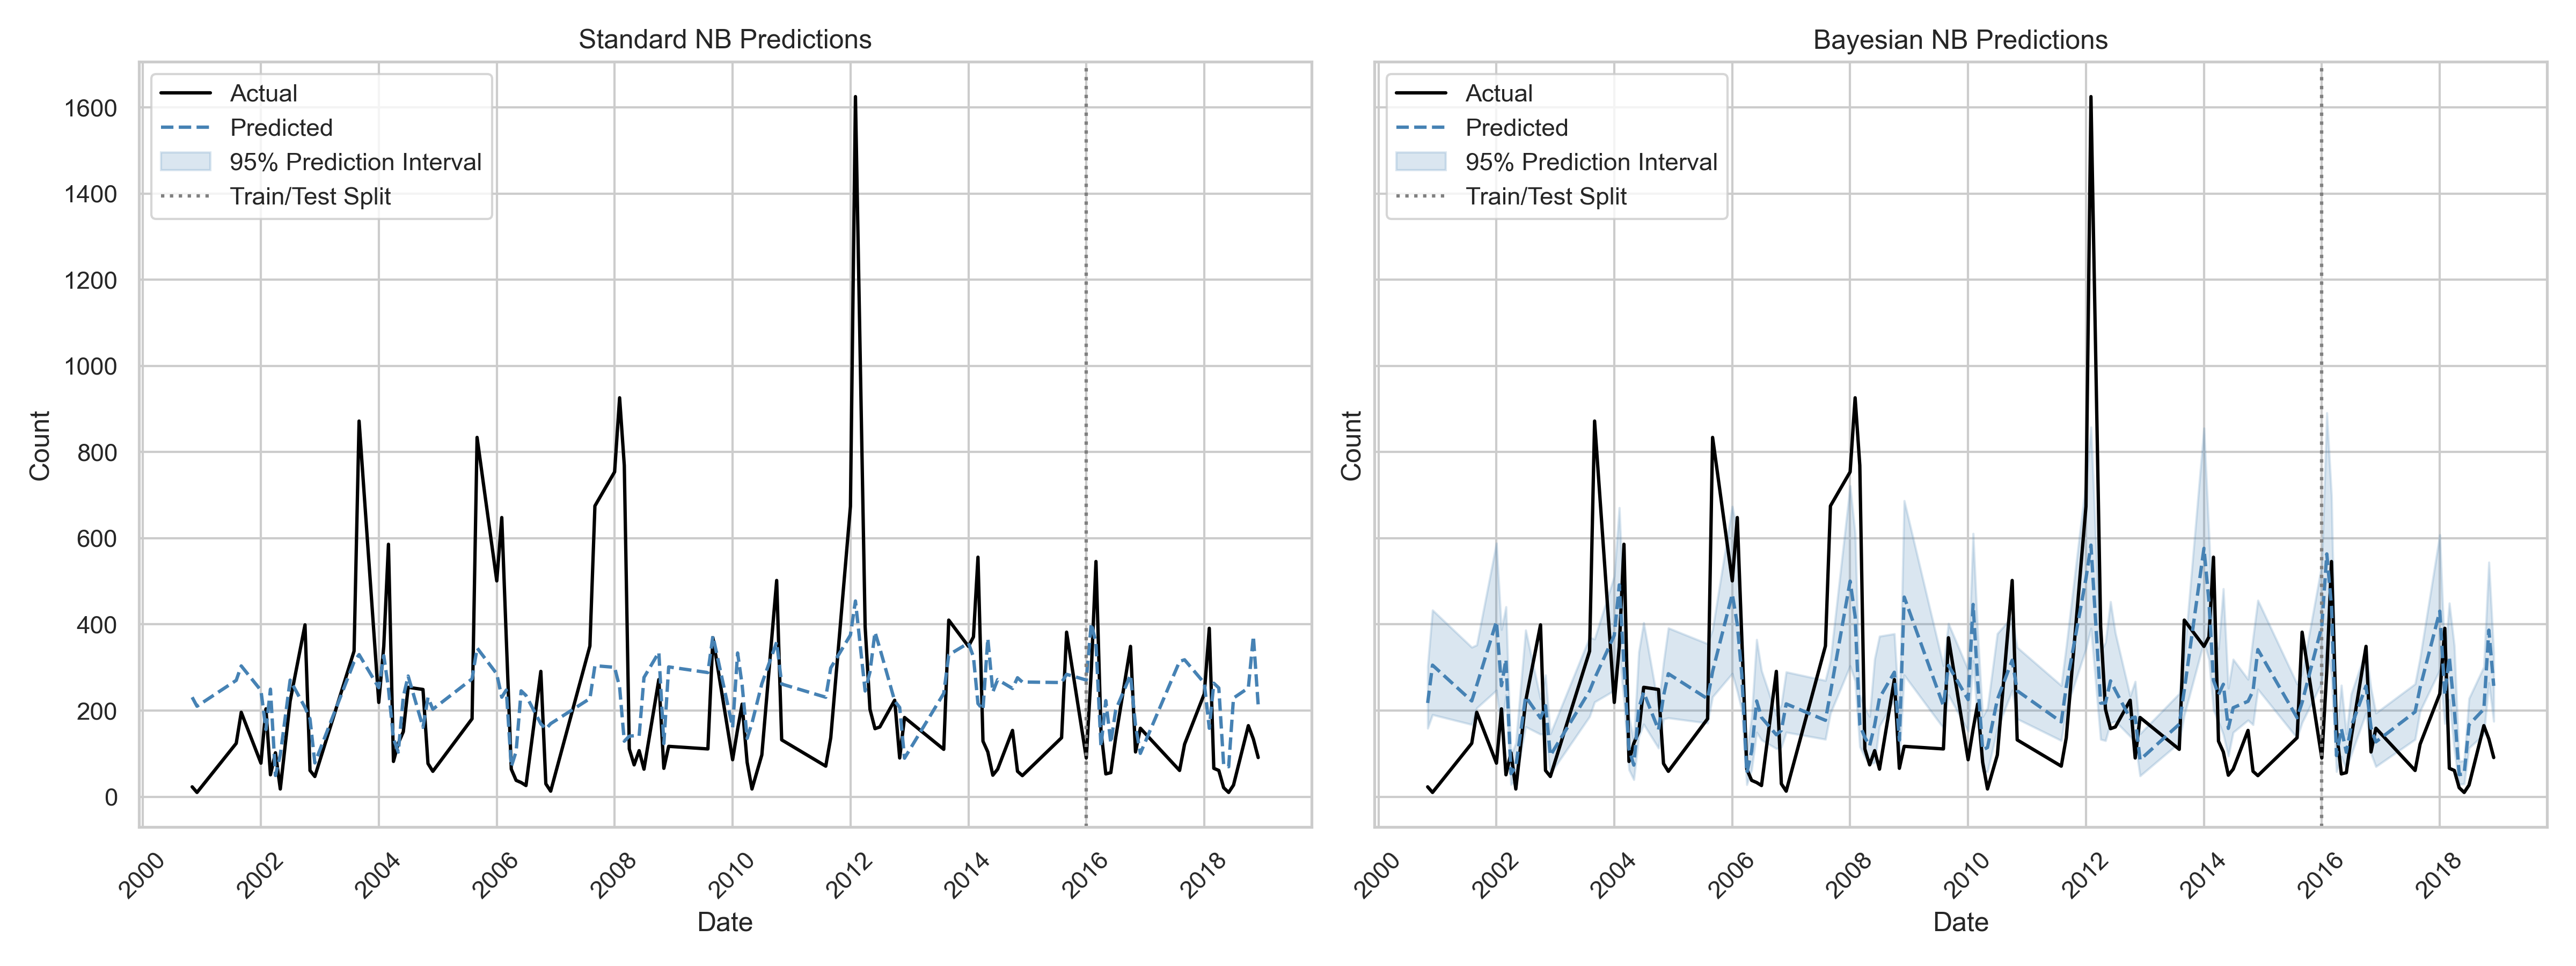 Standard NB Predictions
Actual
Predicted
95% Prediction Interval
Train/Test Split
1600
1400
1200
1000
800
600
400
200
0
Count
2000
2002
2004
2006
2008
2010
2012
2014
2016
2018
Date
Bayesian NB Predictions
Actual
Predicted
95% Prediction Interval
Train/Test Split
Count
2000
2002
2004
2006
2008
2010
2012
2014
2016
2018
Date